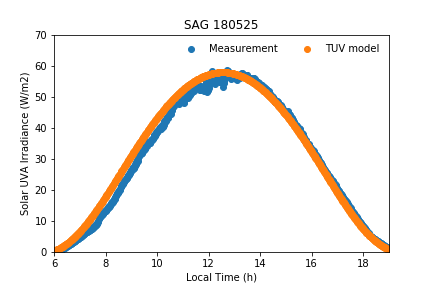 SAG 180525
Measurement TUV model
Solar UVA Irradiance (W/m2)
70
60
50
40
30
20
10
0
6 8 10 12 14 16 18
Local Time (h)